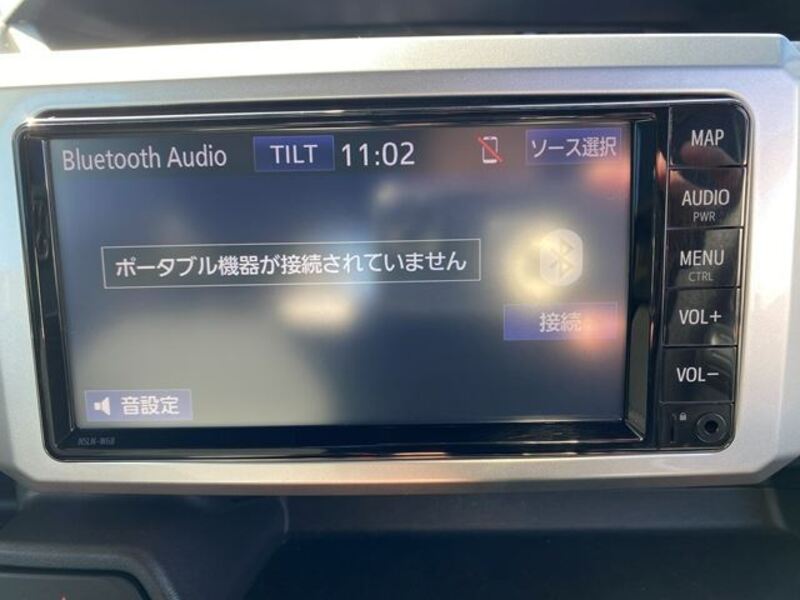 Bluetooth Audio TILT 11:02 ソース選択
ポータブル機器が接続されていません
接続
音設定
NSLN-W68
MAP
AUDIO
PWR
MENU
CTRL
VOL+
VOL-